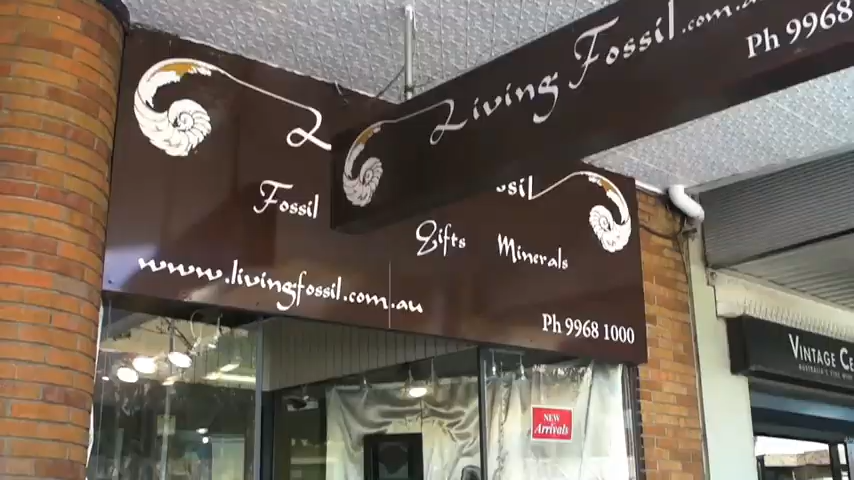 Living Fossil.com.a
Ph 9968
L
ssil
Fossil
Gifts
Minerals
www.livingfossil.com.au
Ph 9968 1000
NEW
Arrivals
VINTAGE CE